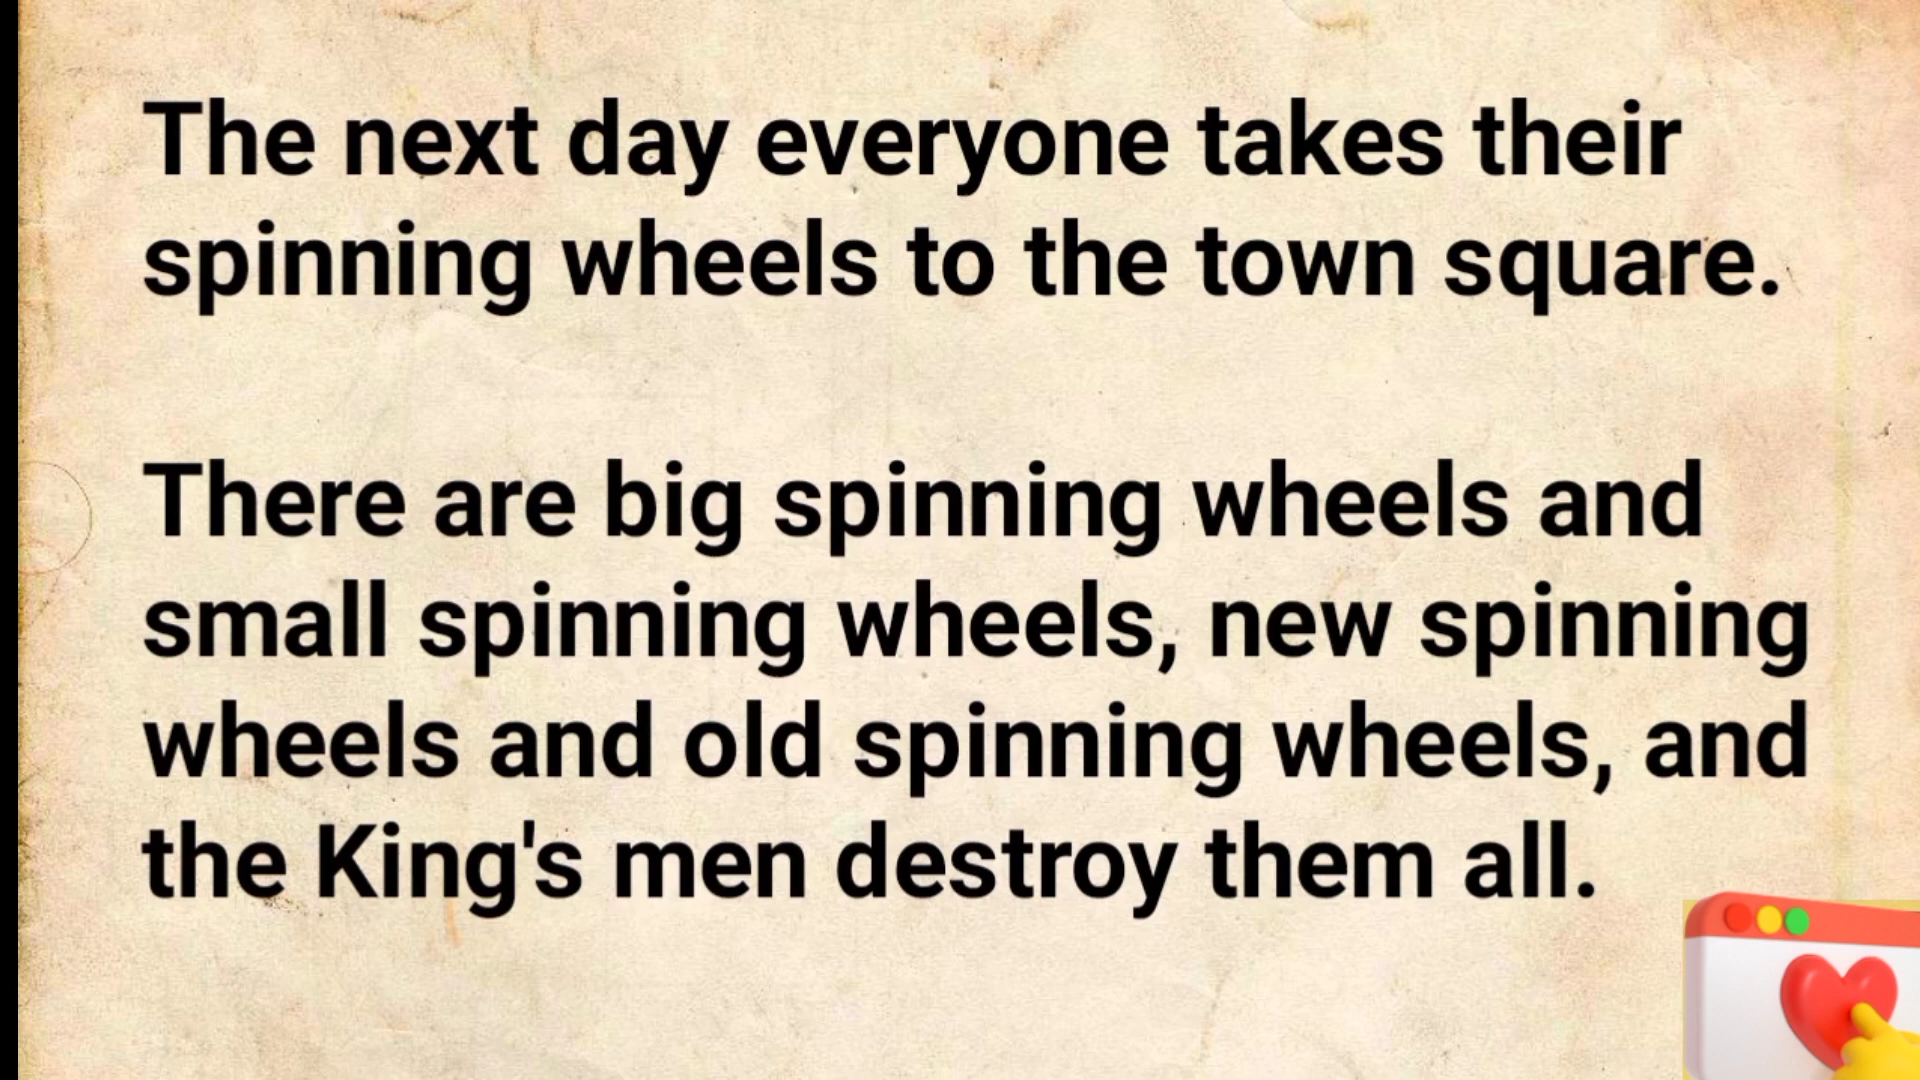 The next day everyone takes their
spinning wheels to the town square.
There are big spinning wheels and
small spinning wheels, new spinning
wheels and old spinning wheels, and
the King's men destroy them all.